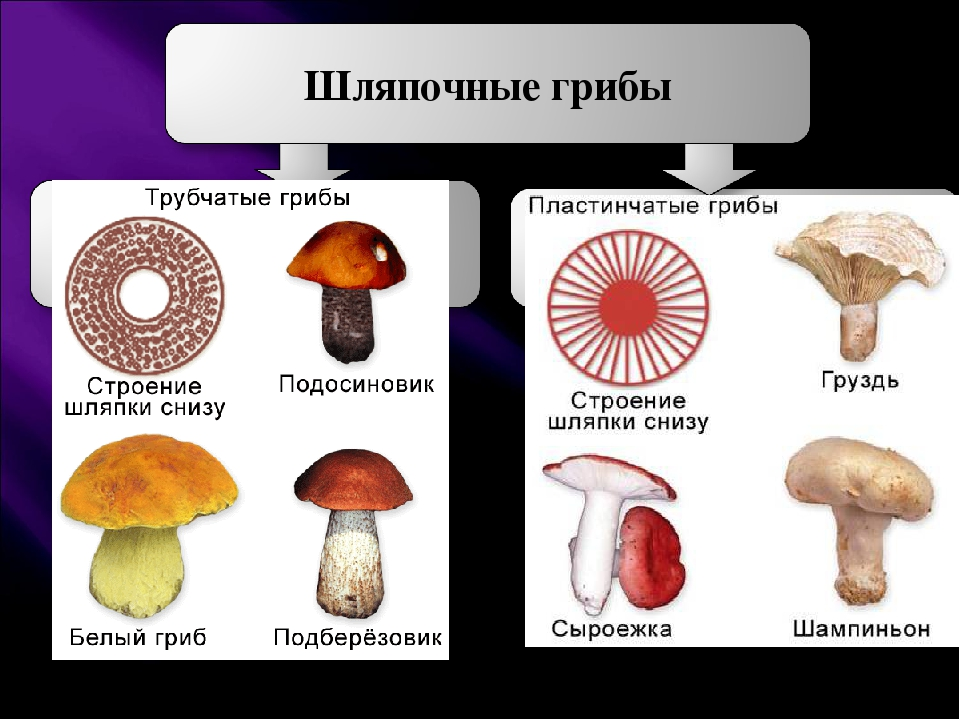 Шляпочные грибы
Трубчатые грибы
Строение
шляпки снизу
Подосиновик
Белый гриб
Подберёзовик
Пластинчатые грибы
Строение
шляпки снизу
Груздь
Сыроежка
Шампиньон